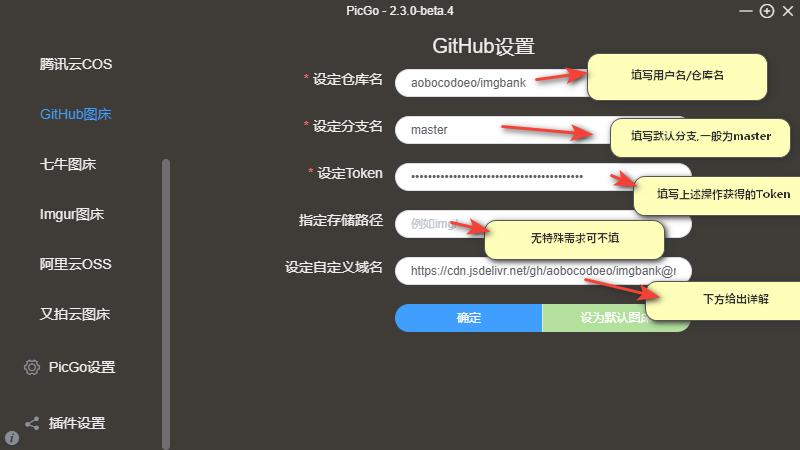 PicGo - 2.3.0-beta.4
腾讯云COS
GitHub图床
七牛图床
Imgur图床
阿里云OSS
又拍云图床
PicGo设置
插件设置
GitHub设置
* 设定仓库名
aobocodoeo/imgbank
填写用户名/仓库名
* 设定分支名
master
填写默认分支,一般为master
* 设定Token
填写上述操作获得的Token
指定存储路径
例如img/
无特殊需求可不填
设定自定义域名
https://cdn.jsdelivr.net/gh/aobocodoeo/imgbank@
下方给出详解
确定
设为默认图床